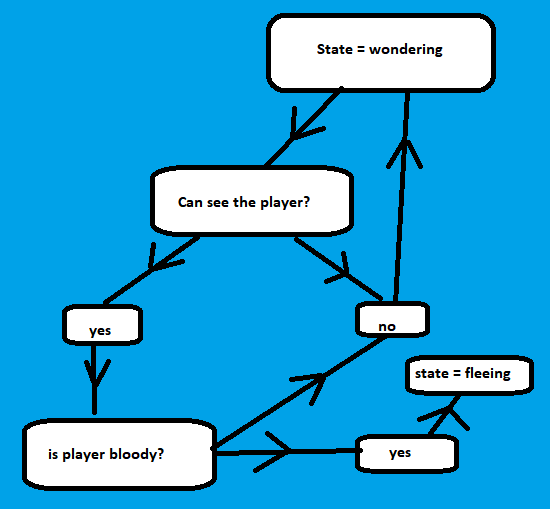 State = wondering
Can see the player?
yes
no
state = fleeing
is player bloody?
yes